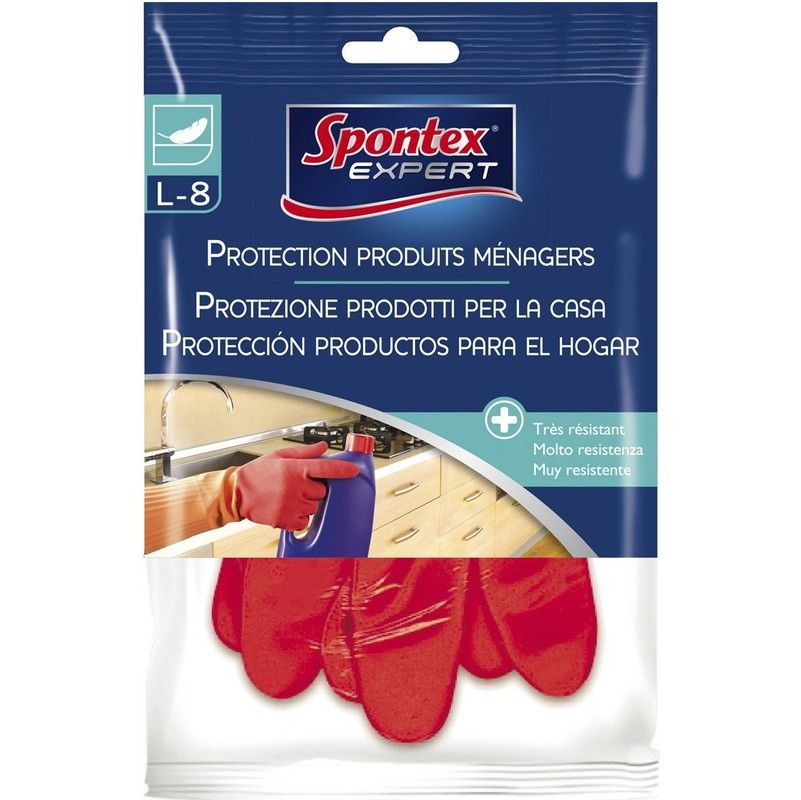 L-8
Spontex®
EXPERT
PROTECTION PRODUITS MÉNAGERS
PROTEZIONE PRODOTTI PER LA CASA
PROTECCIÓN PRODUCTOS PARA EL HOGAR
Très résistant
Molto resistenza
Muy resistente